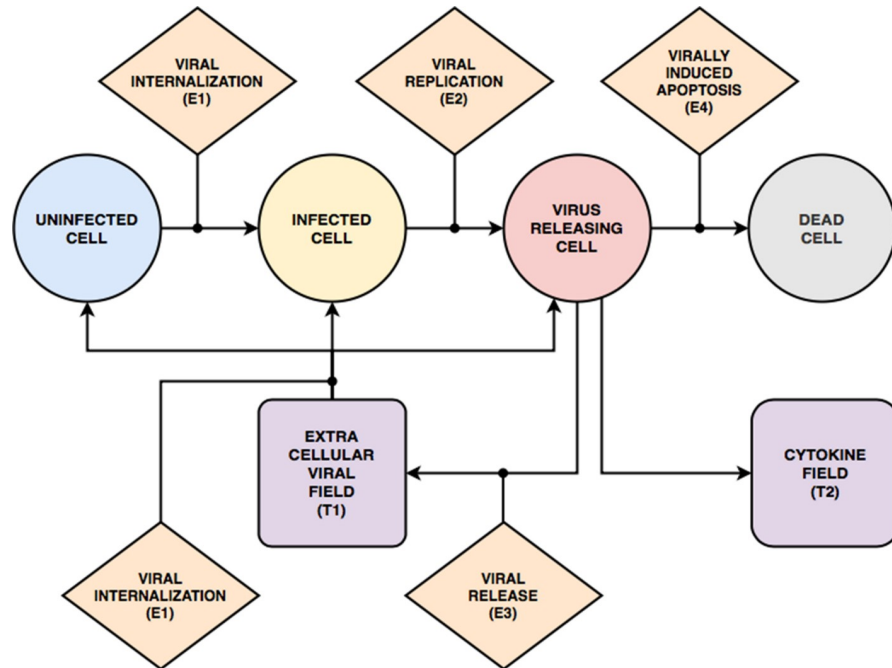 VIRAL
INTERNALIZATION
(E1)
VIRAL
REPLICATION
(E2)
VIRALLY
INDUCED
APOPTOSIS
(E4)
UNINFECTED
CELL
INFECTED
CELL
VIRUS
RELEASING
CELL
DEAD
CELL
EXTRA
CELLULAR
VIRAL
FIELD
(T1)
CYTOKINE
FIELD
(T2)
VIRAL
INTERNALIZATION
(E1)
VIRAL
RELEASE
(E3)